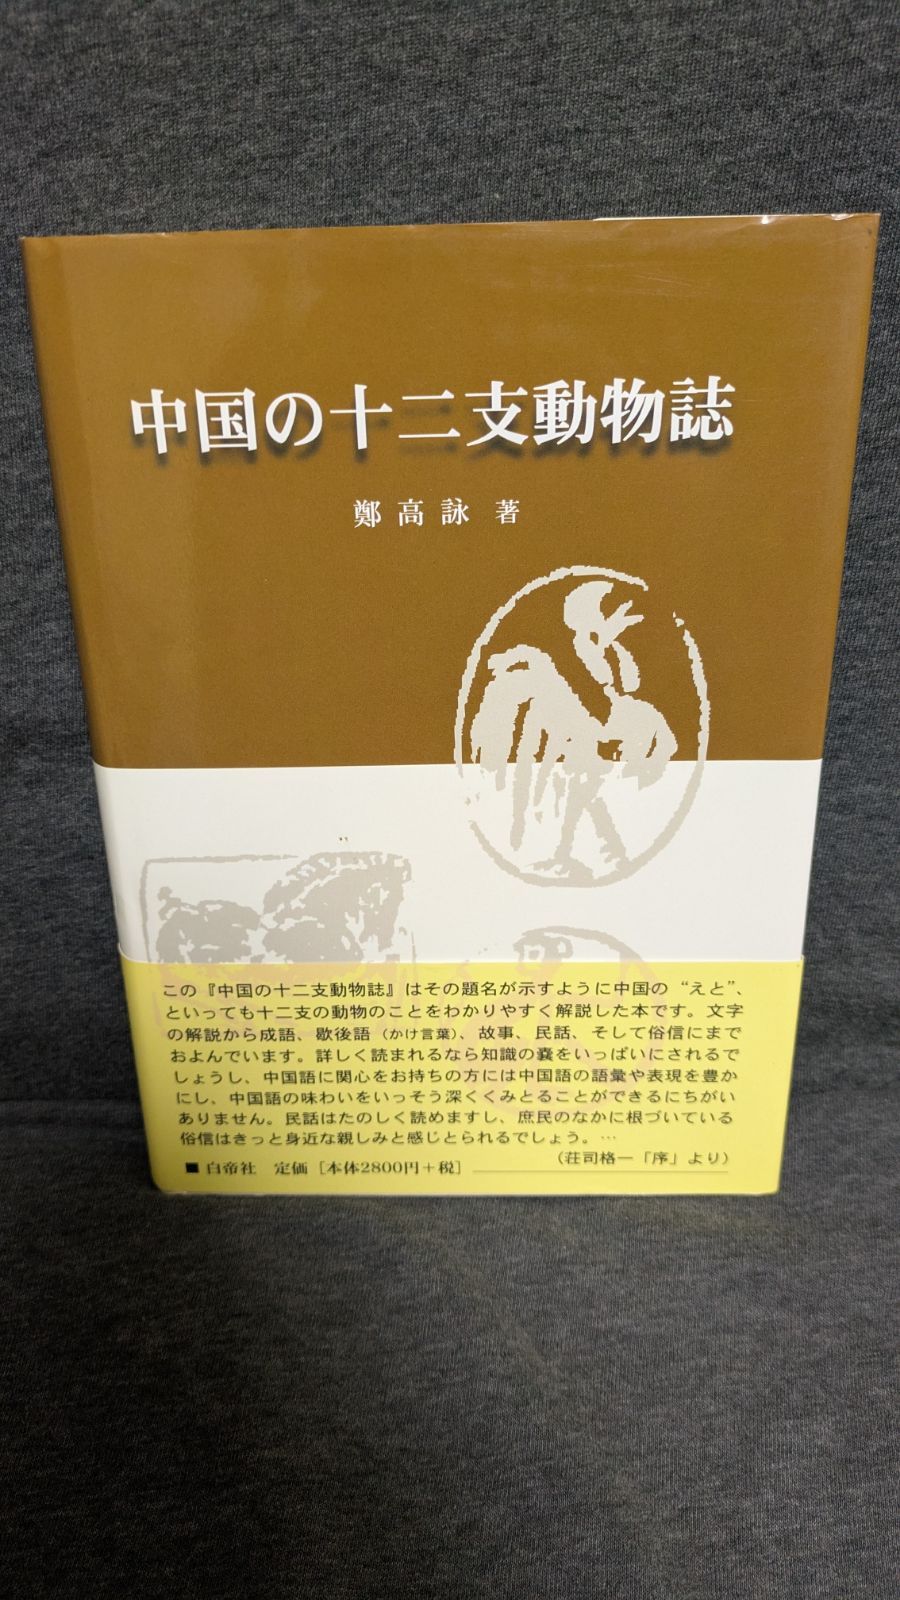 中国の十二支動物誌
鄭高詠 著
この『中国の十二支動物誌』はその題名が示すように中国の“えと”、
といっても十二支の動物のことをわかりやすく解説した本です。文字
の解説から成語、歇後語（かけ言葉）、故事、民話、そして俗信にまで
およんでいます。詳しく読まれるなら知識の嚢をいっぱいにされるで
しょうし、中国語に関心をお持ちの方には中国語の語彙や表現を豊か
にし、中国語の味わいをいっそう深くくみとることができるにちがい
ありません。民話はたのしく読めますし、庶民のなかに根づいている
俗信はきっと身近な親しみと感じとられるでしょう。…
（荘司格一「序」より）
■ 白帝社 定価［本体2800円＋税］